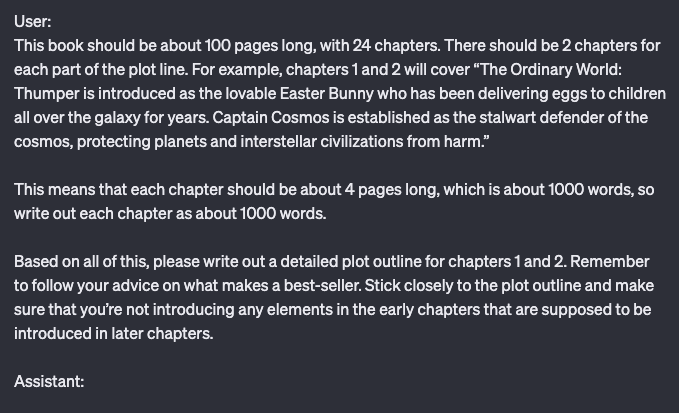 User:
This book should be about 100 pages long, with 24 chapters. There should be 2 chapters for
each part of the plot line. For example, chapters 1 and 2 will cover “The Ordinary World:
Thumper is introduced as the lovable Easter Bunny who has been delivering eggs to children
all over the galaxy for years. Captain Cosmos is established as the stalwart defender of the
cosmos, protecting planets and interstellar civilizations from harm.”
This means that each chapter should be about 4 pages long, which is about 1000 words, so
write out each chapter as about 1000 words.
Based on all of this, please write out a detailed plot outline for chapters 1 and 2. Remember
to follow your advice on what makes a best-seller. Stick closely to the plot outline and make
sure that you’re not introducing any elements in the early chapters that are supposed to be
introduced in later chapters.
Assistant: